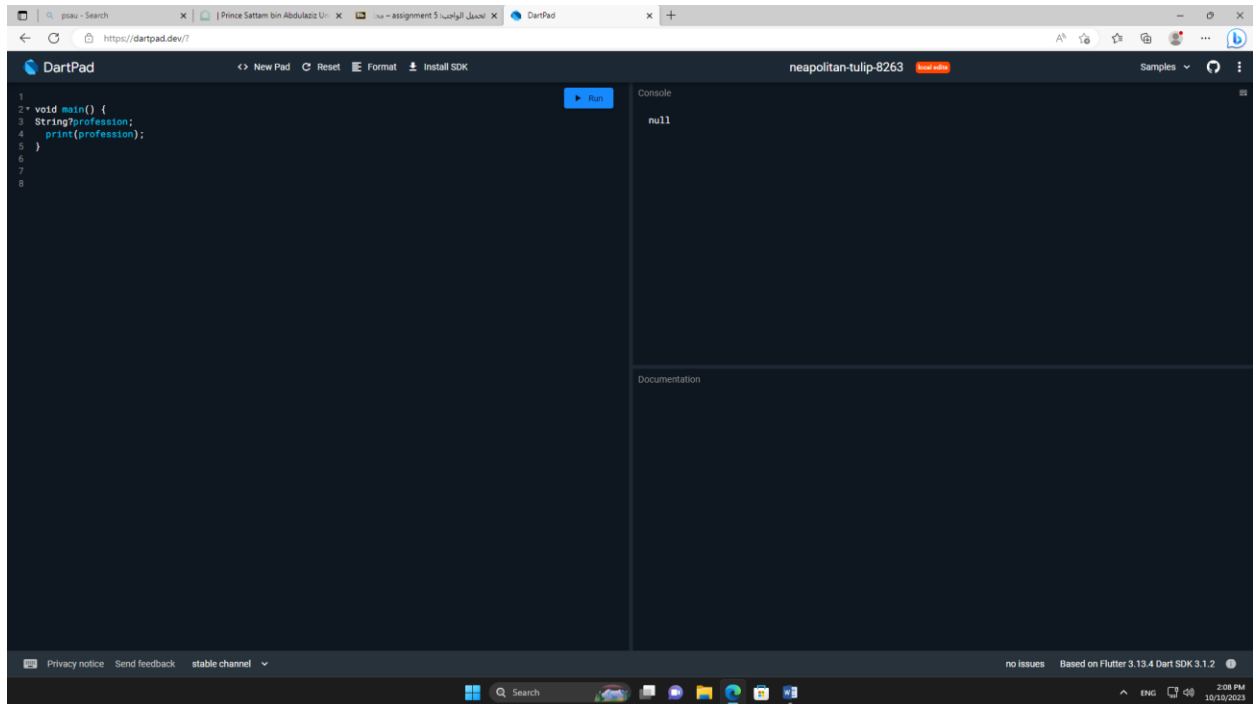 psau - Search
| Prince Sattam bin Abdulaziz Un
تحميل الواجب: assignment 5 –
DartPad
https://dartpad.dev/?
DartPad
<> New Pad
Reset
Format
Install SDK
neapolitan-tulip-8263
local edits
Samples
1
2 void main() {
3 String?profession;
4 print(profession);
5 }
6
7
8
Run
Console
null
Documentation
Privacy notice
Send feedback
stable channel
no issues
Based on Flutter 3.13.4 Dart SDK 3.1.2
Search
ENG
2:08 PM
10/10/2023